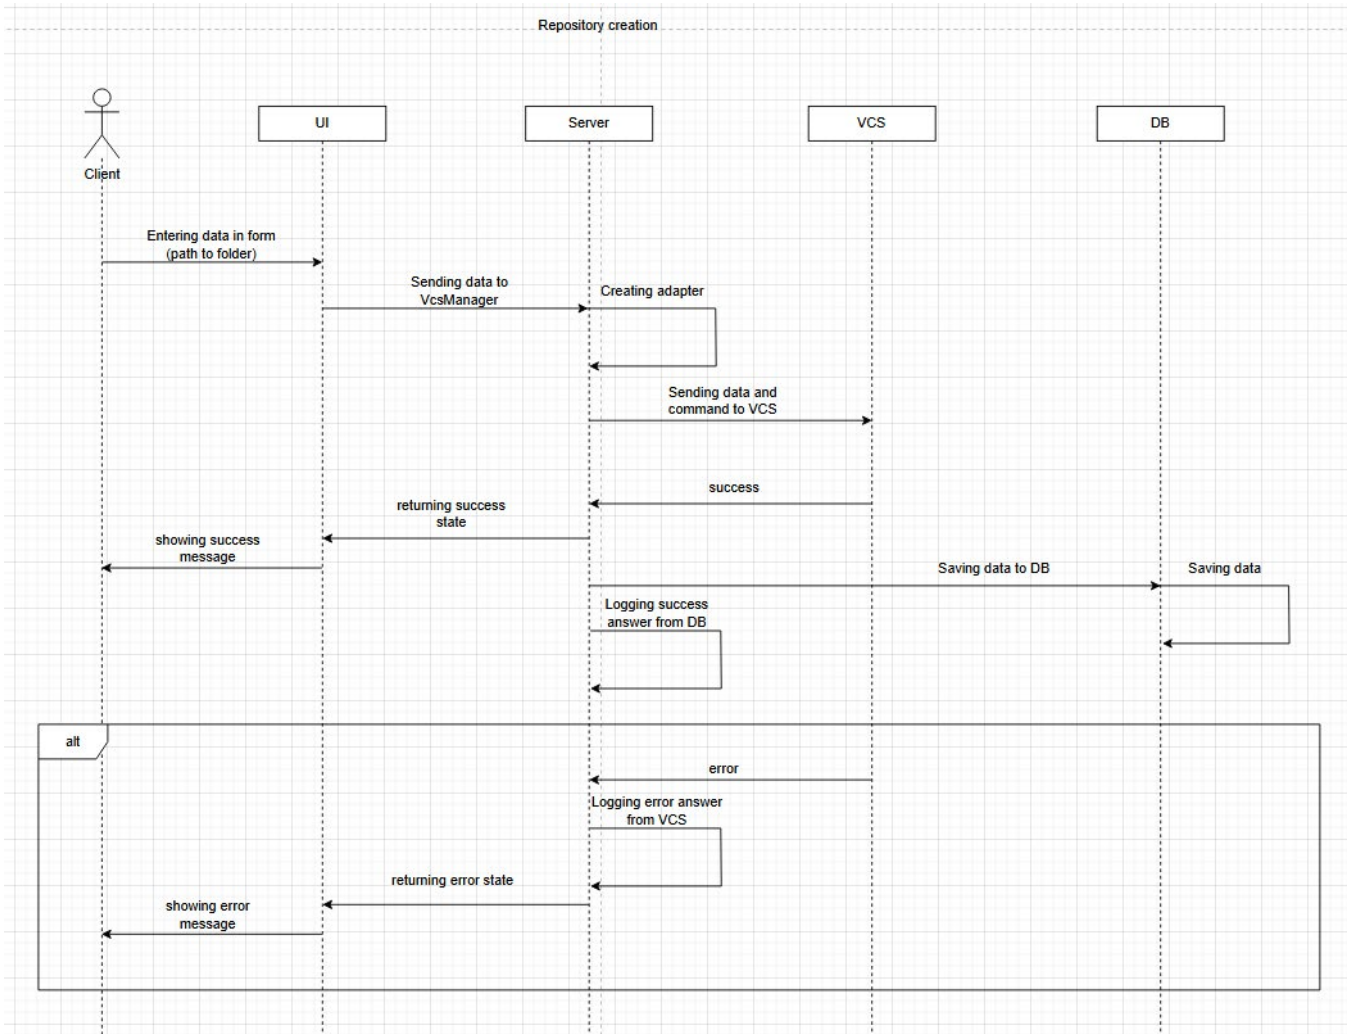 Repository creation
UI
Server
VCS
DB
Client
Entering data in form
(path to folder)
Sending data to
VcsManager
Creating adapter
Sending data and
command to VCS
success
returning success
state
showing success
message
Saving data to DB
Saving data
Logging success
answer from DB
alt
error
Logging error answer
from VCS
returning error state
showing error
message